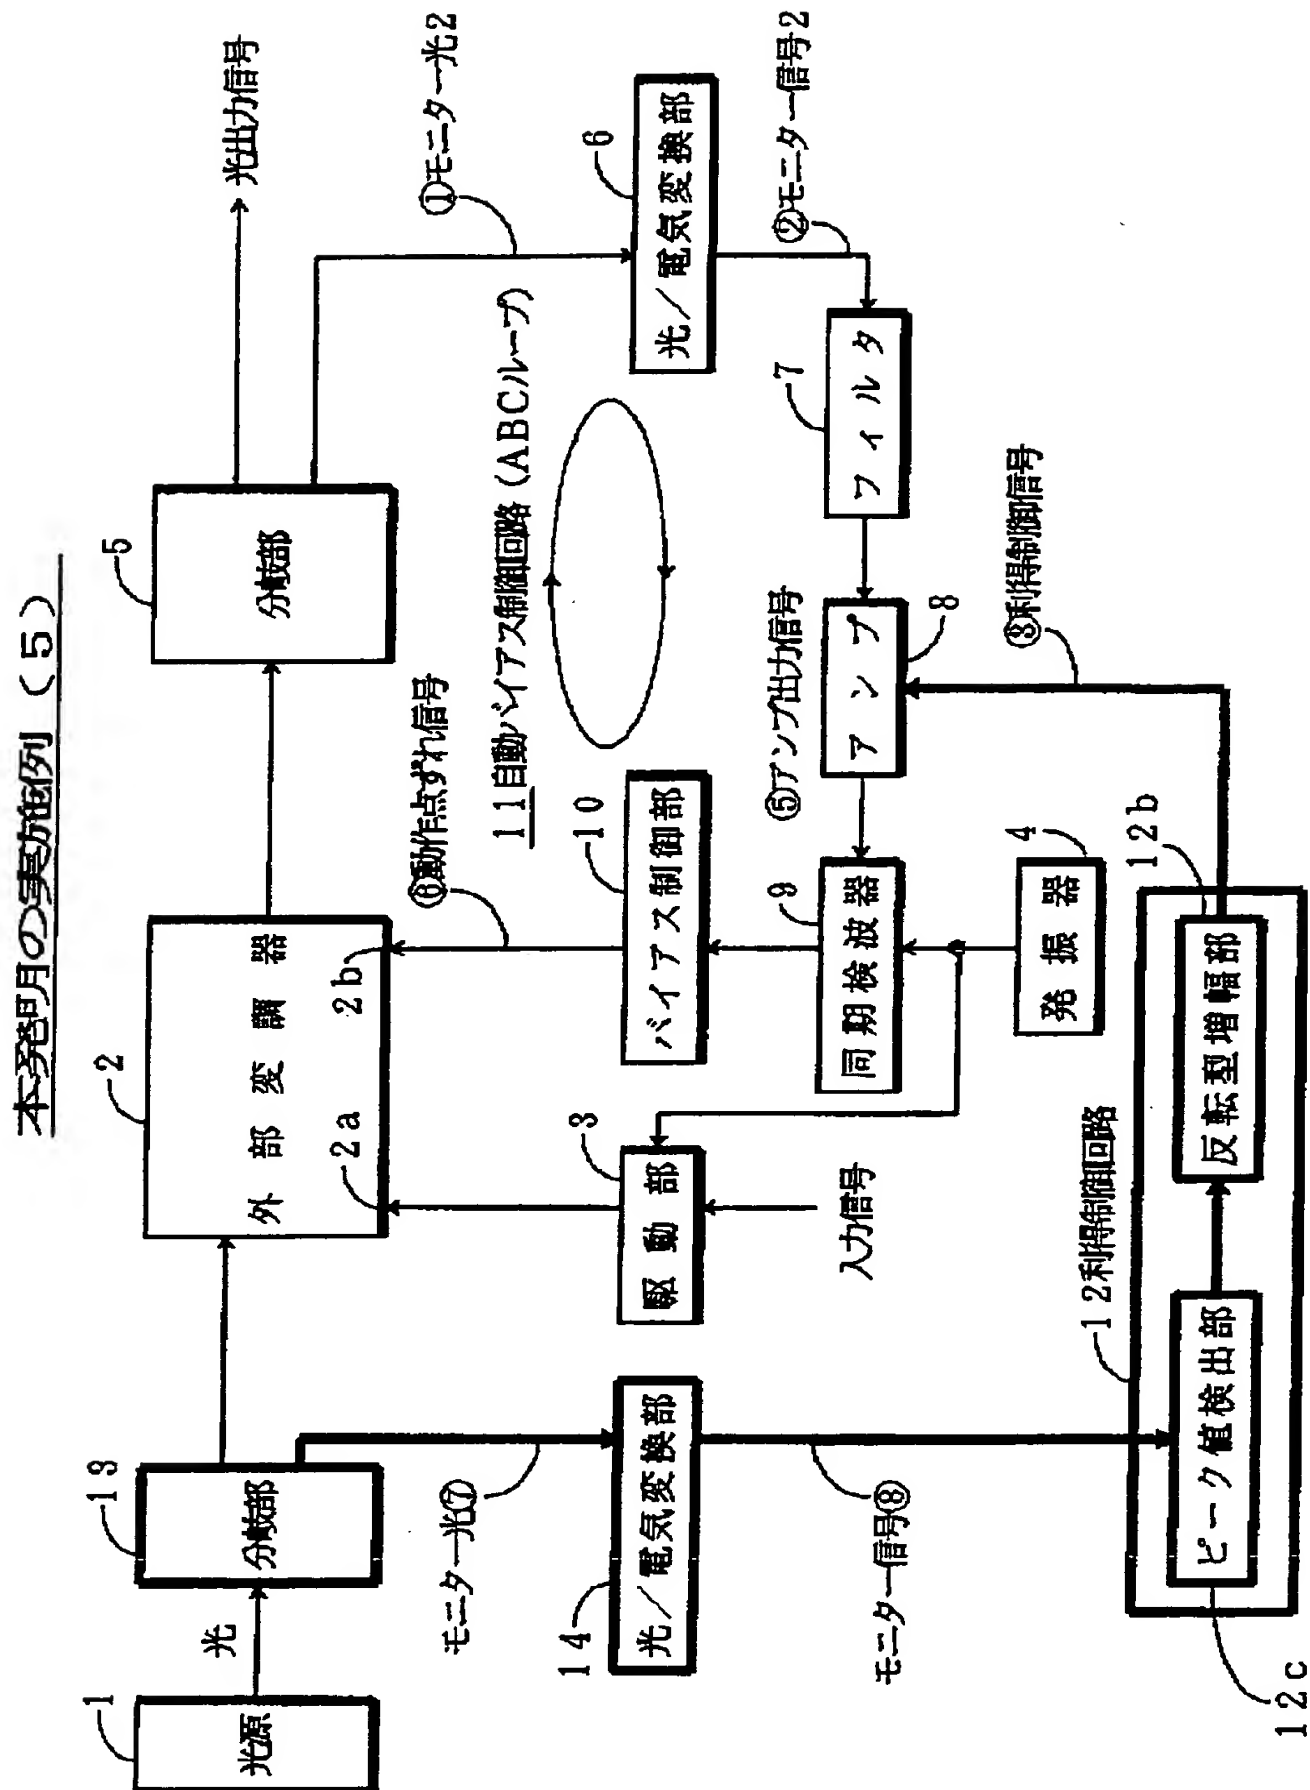 本発明の実施例（５）
1
光源
光
13
分岐部
2
外部変調器
2a
2b
5
分岐部
光出力信号
モニター光⑦
①モニター光2
⑥動作点ずれ信号
11自動バイアス制御回路（ABCループ）
14
光／電気変換部
3
駆動部
10
バイアス制御部
6
光／電気変換部
入力信号
モニター信号⑧
9
同期検波器
⑤アンプ出力信号
アンプ
8
7
フィルタ
②モニター信号2
4
発振器
③利得制御信号
12利得制御回路
12c
ピーク値検出部
反転型増幅部
12b